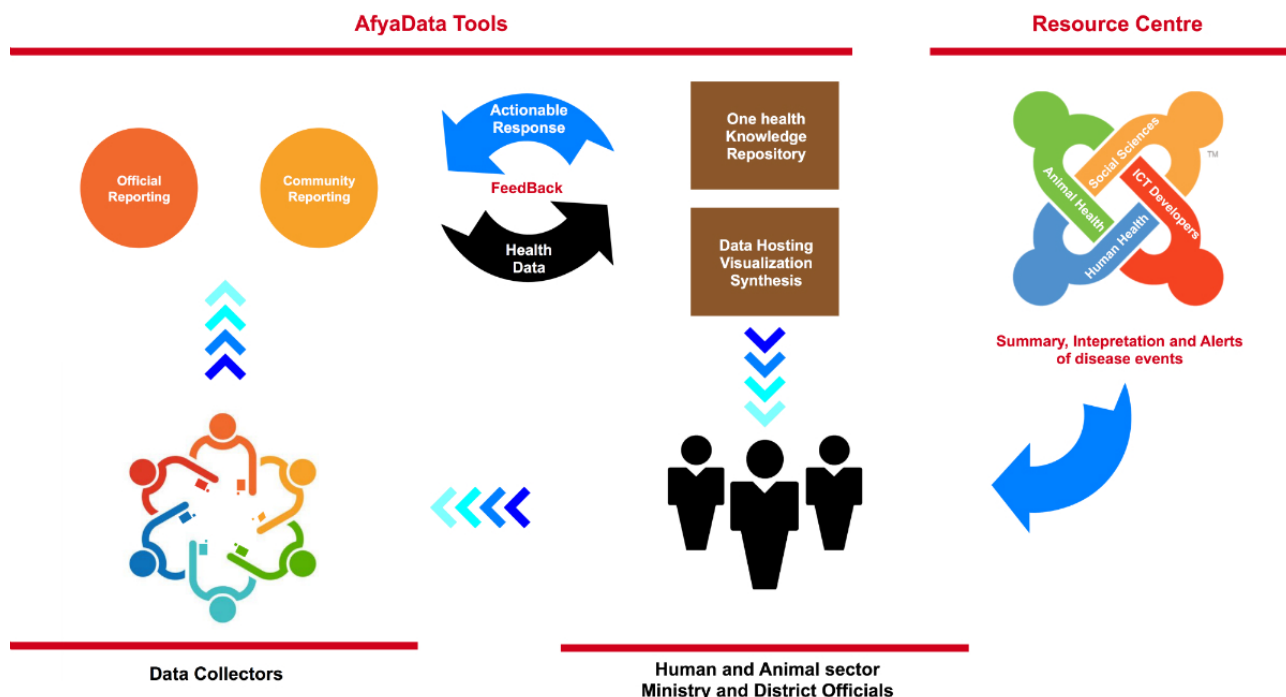 AfyaData Tools
Resource Centre
Official
Reporting
Community
Reporting
Actionable
Response
FeedBack
Health
Data
One health
Knowledge
Repository
Data Hosting
Visualization
Synthesis
Animal Health
Social Sciences
ICT Developers
Human Health
TM
Summary, Intepretation and Alerts
of disease events
Data Collectors
Human and Animal sector
Ministry and District Officials